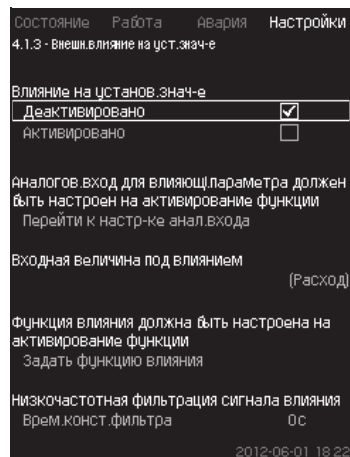 Состояние Работа Авария Настройки
4.1.3 - Внешн.влияние на уст.знач-е
Влияние на установ.знач-е
Деактивировано
Активировано
Аналогов.вход для влияющ.параметра должен
быть настроен на активирование функции
Перейти к настр-ке анал.входа
Входная величина под влиянием
(Расход)
Функция влияния должна быть настроена на
активирование функции
Задать функцию влияния
Низкочастотная фильтрация сигнала влияния
Врем.конст.фильтра 0с
2012-06-01 18:22